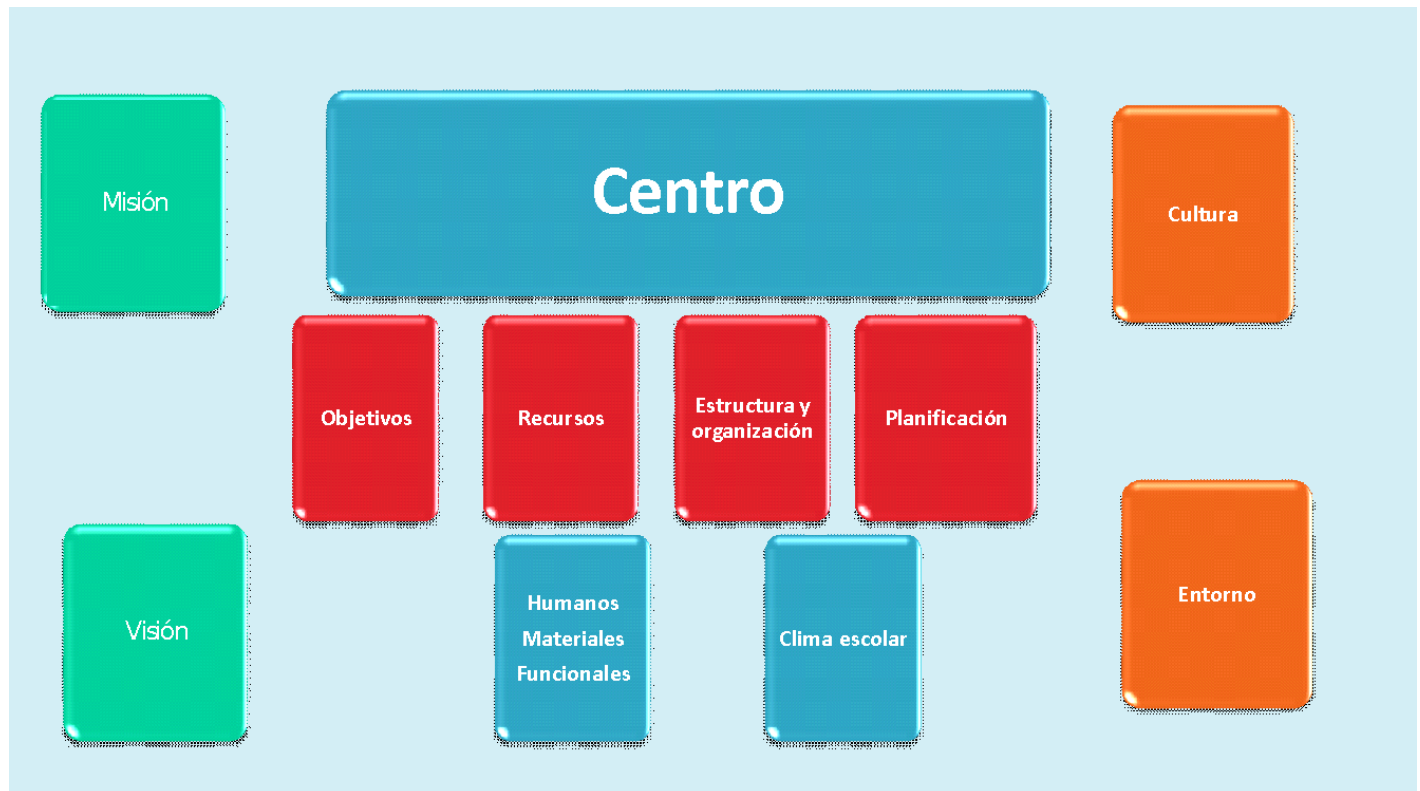 Misión
Centro
Cultura
Objetivos
Recursos
Estructura y
organización
Planificación
Visión
Humanos
Materiales
Funcionales
Clima escolar
Entorno